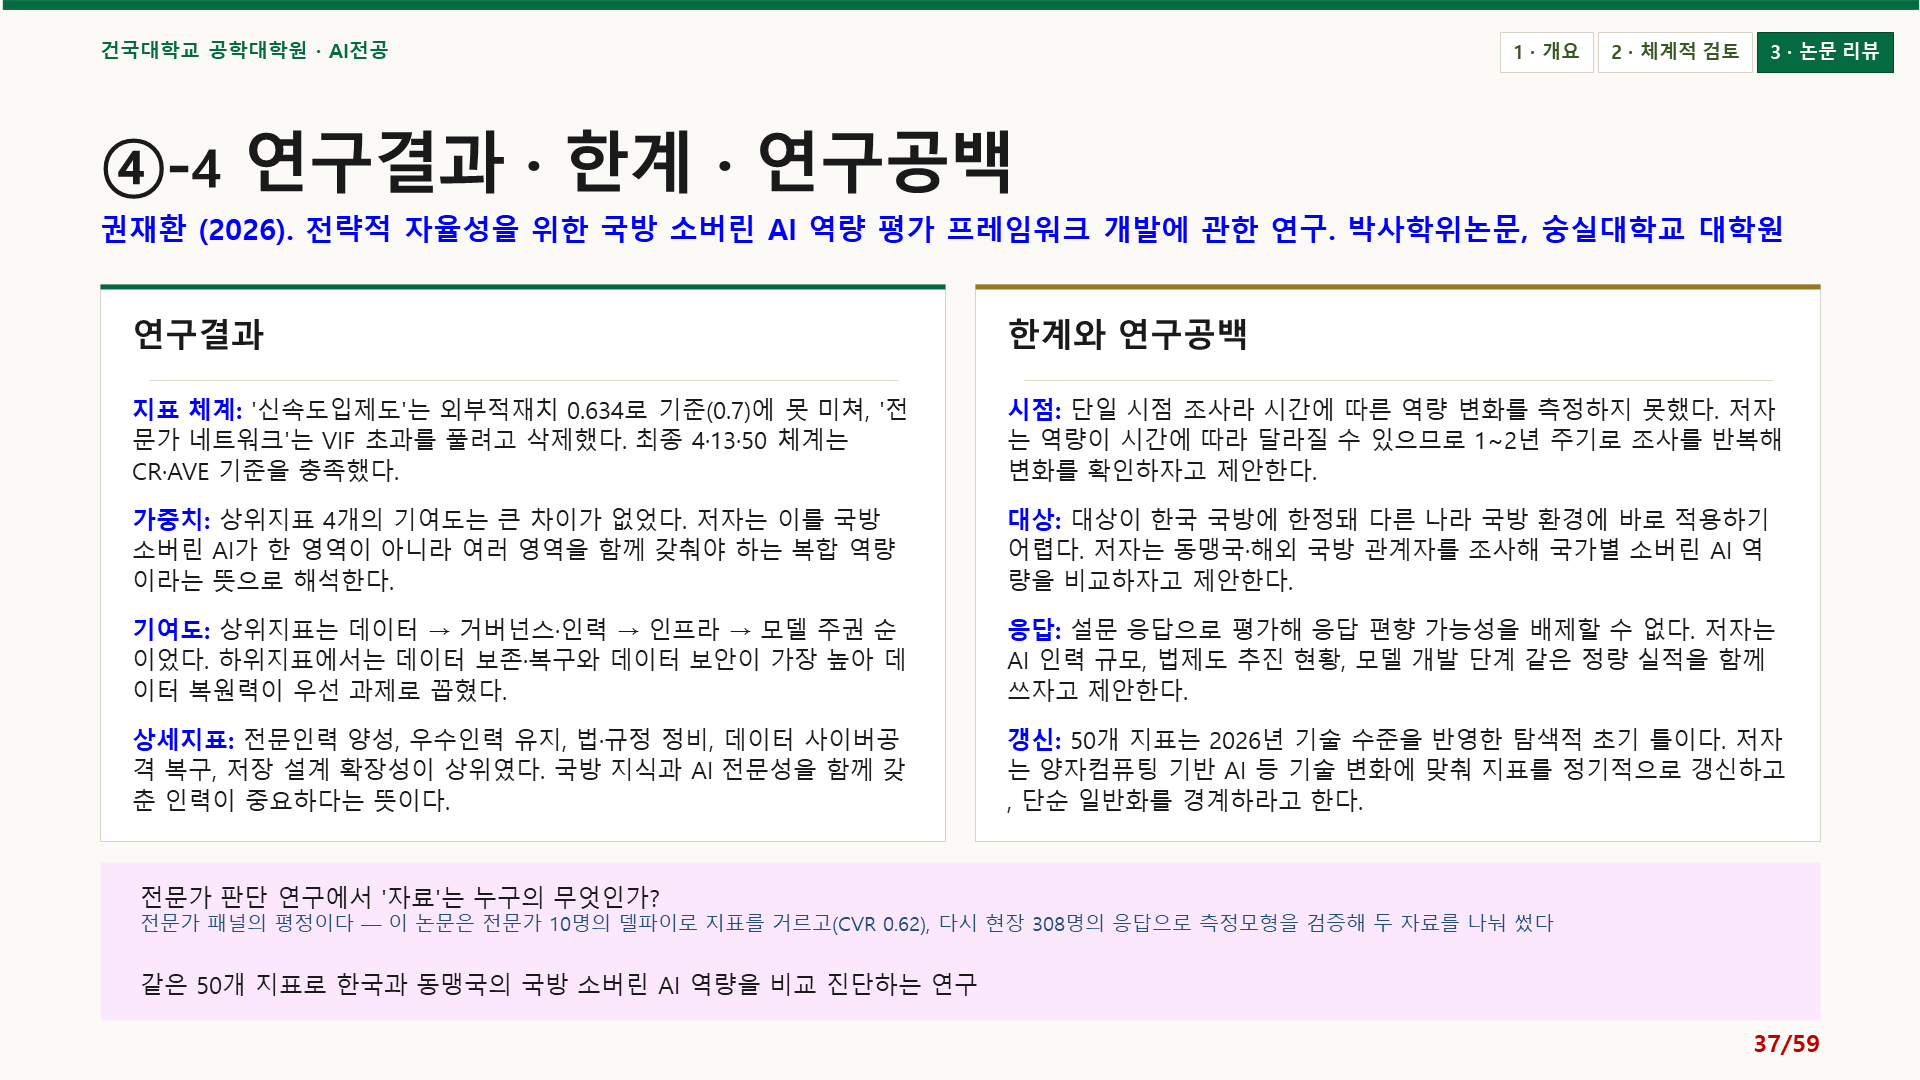 건국대학교 공학대학원 · AI전공
1 · 개요
2 · 체계적 검토
3 · 논문 리뷰
④-4 연구결과 · 한계 · 연구공백
권재환 (2026). 전략적 자율성을 위한 국방 소버린 AI 역량 평가 프레임워크 개발에 관한 연구. 박사학위논문, 숭실대학교 대학원
연구결과
지표 체계: '신속도입제도'는 외부적재치 0.634로 기준(0.7)에 못 미쳐, '전
문가 네트워크'는 VIF 초과를 풀려고 삭제했다. 최종 4·13·50 체계는
CR·AVE 기준을 충족했다.
가중치: 상위지표 4개의 기여도는 큰 차이가 없었다. 저자는 이를 국방
소버린 AI가 한 영역이 아니라 여러 영역을 함께 갖춰야 하는 복합 역량
이라는 뜻으로 해석한다.
기여도: 상위지표는 데이터 → 거버넌스·인력 → 인프라 → 모델 주권 순
이었다. 하위지표에서는 데이터 보존·복구와 데이터 보안이 가장 높아 데
이터 복원력이 우선 과제로 꼽혔다.
상세지표: 전문인력 양성, 우수인력 유지, 법·규정 정비, 데이터 사이버공
격 복구, 저장 설계 확장성이 상위였다. 국방 지식과 AI 전문성을 함께 갖
춘 인력이 중요하다는 뜻이다.
한계와 연구공백
시점: 단일 시점 조사라 시간에 따른 역량 변화를 측정하지 못했다. 저자
는 역량이 시간에 따라 달라질 수 있으므로 1~2년 주기로 조사를 반복해
변화를 확인하자고 제안한다.
대상: 대상이 한국 국방에 한정돼 다른 나라 국방 환경에 바로 적용하기
어렵다. 저자는 동맹국·해외 국방 관계자를 조사해 국가별 소버린 AI 역
량을 비교하자고 제안한다.
응답: 설문 응답으로 평가해 응답 편향 가능성을 배제할 수 없다. 저자는
AI 인력 규모, 법제도 추진 현황, 모델 개발 단계 같은 정량 실적을 함께
쓰자고 제안한다.
갱신: 50개 지표는 2026년 기술 수준을 반영한 탐색적 초기 틀이다. 저자
는 양자컴퓨팅 기반 AI 등 기술 변화에 맞춰 지표를 정기적으로 갱신하고
, 단순 일반화를 경계하라고 한다.
전문가 판단 연구에서 '자료'는 누구의 무엇인가?
전문가 패널의 평정이다 — 이 논문은 전문가 10명의 델파이로 지표를 거르고(CVR 0.62), 다시 현장 308명의 응답으로 측정모형을 검증해 두 자료를 나눠 썼다
같은 50개 지표로 한국과 동맹국의 국방 소버린 AI 역량을 비교 진단하는 연구
37/59